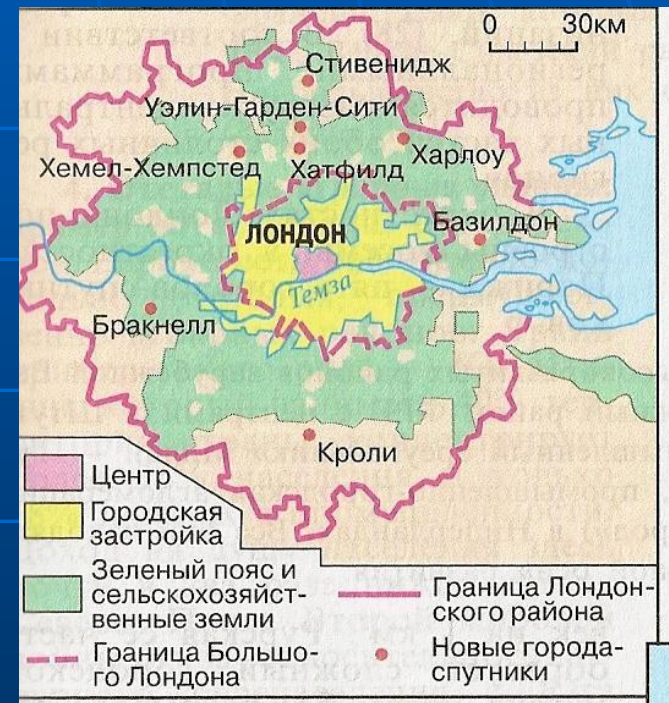 0 30км
Стивенидж
Уэлин-Гарден-Сити
Харлоу
Хемел-Хемпстед Хатфилд
Базилдон
ЛОНДОН
Темза
Бракнелл
Кроли
Центр
Городская
застройка
Зеленый пояс и
сельскохозяйст-
венные земли
Граница Большо-
го Лондона
Граница Лондон-
ского района
Новые города-
спутники